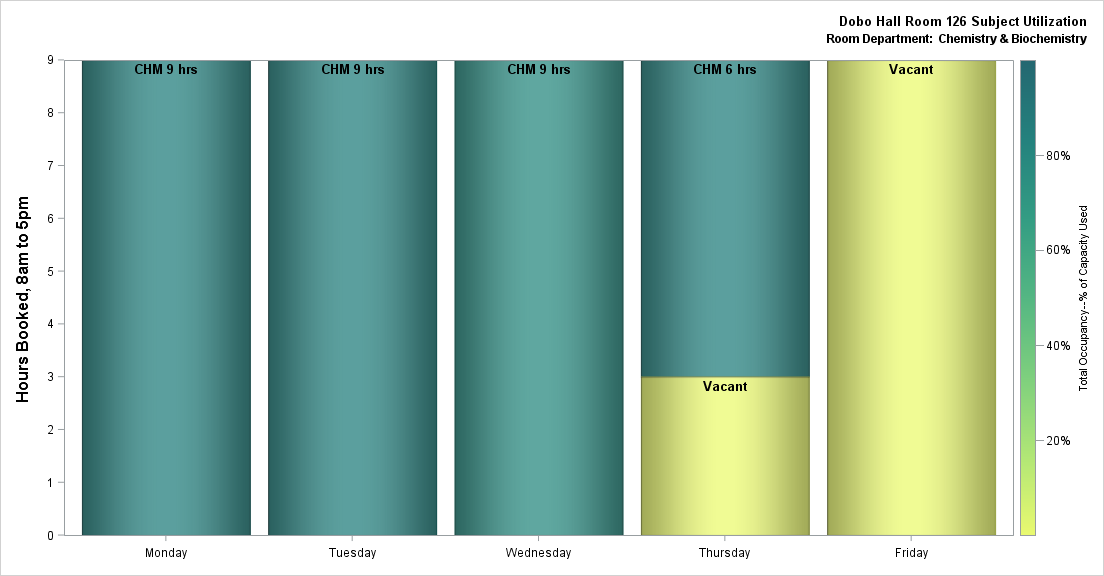 Dobo Hall Room 126 Subject Utilization
Room Department: Chemistry & Biochemistry
Hours Booked, 8am to 5pm
9
8
7
6
5
4
3
2
1
0
CHM 9 hrs
CHM 9 hrs
CHM 9 hrs
CHM 6 hrs
Vacant
Vacant
Monday
Tuesday
Wednesday
Thursday
Friday
80%
60%
40%
20%
Total Occupancy--% of Capacity Used